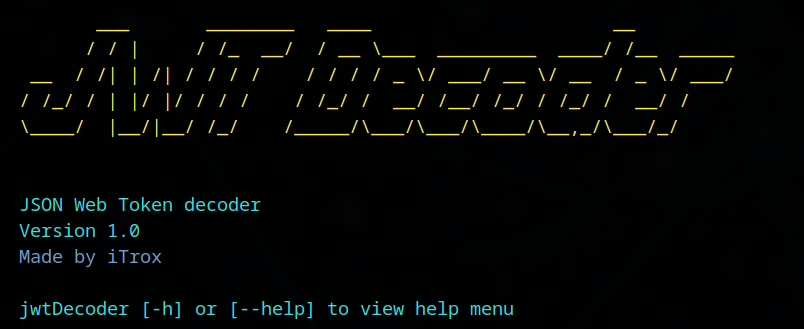 JWT Decoder
JSON Web Token decoder
Version 1.0
Made by iTrox
jwtDecoder [-h] or [--help] to view help menu